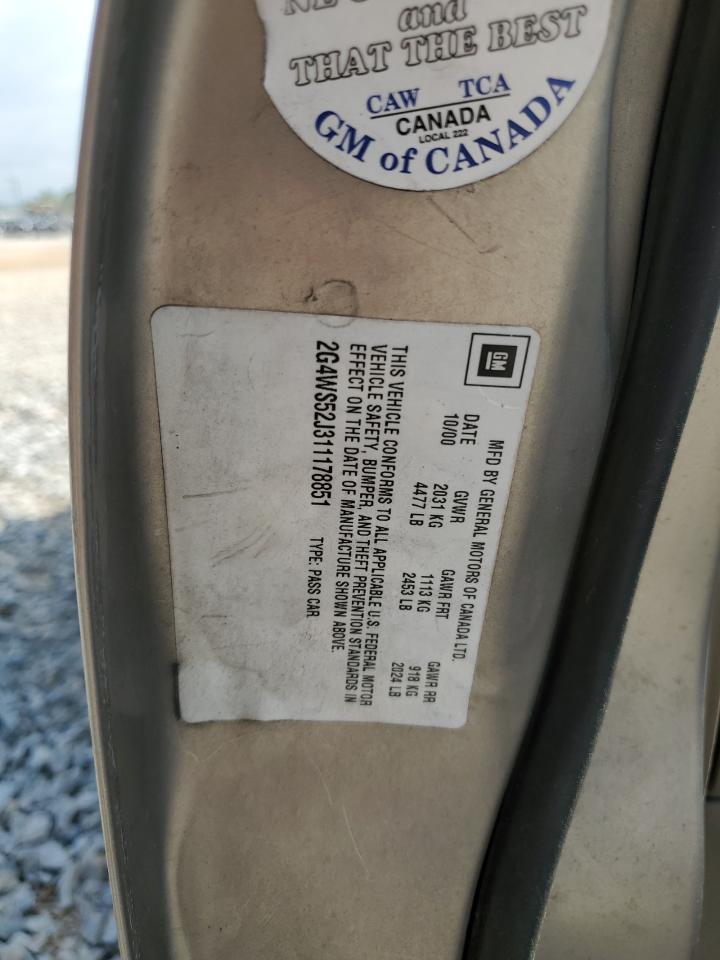 and
THAT THE BEST
CAW TCA
CANADA
LOCAL 222
GM of CANADA
GM
MFD BY GENERAL MOTORS OF CANADA LTD.
DATE GVWR GAWR FRT GAWR RR
10/00 2031 KG 1113 KG 918 KG
4477 LB 2453 LB 2024 LB
THIS VEHICLE CONFORMS TO ALL APPLICABLE U.S. FEDERAL MOTOR
VEHICLE SAFETY, BUMPER, AND THEFT PREVENTION STANDARDS IN
EFFECT ON THE DATE OF MANUFACTURE SHOWN ABOVE.
2G4WS52J311178851 TYPE: PASS CAR